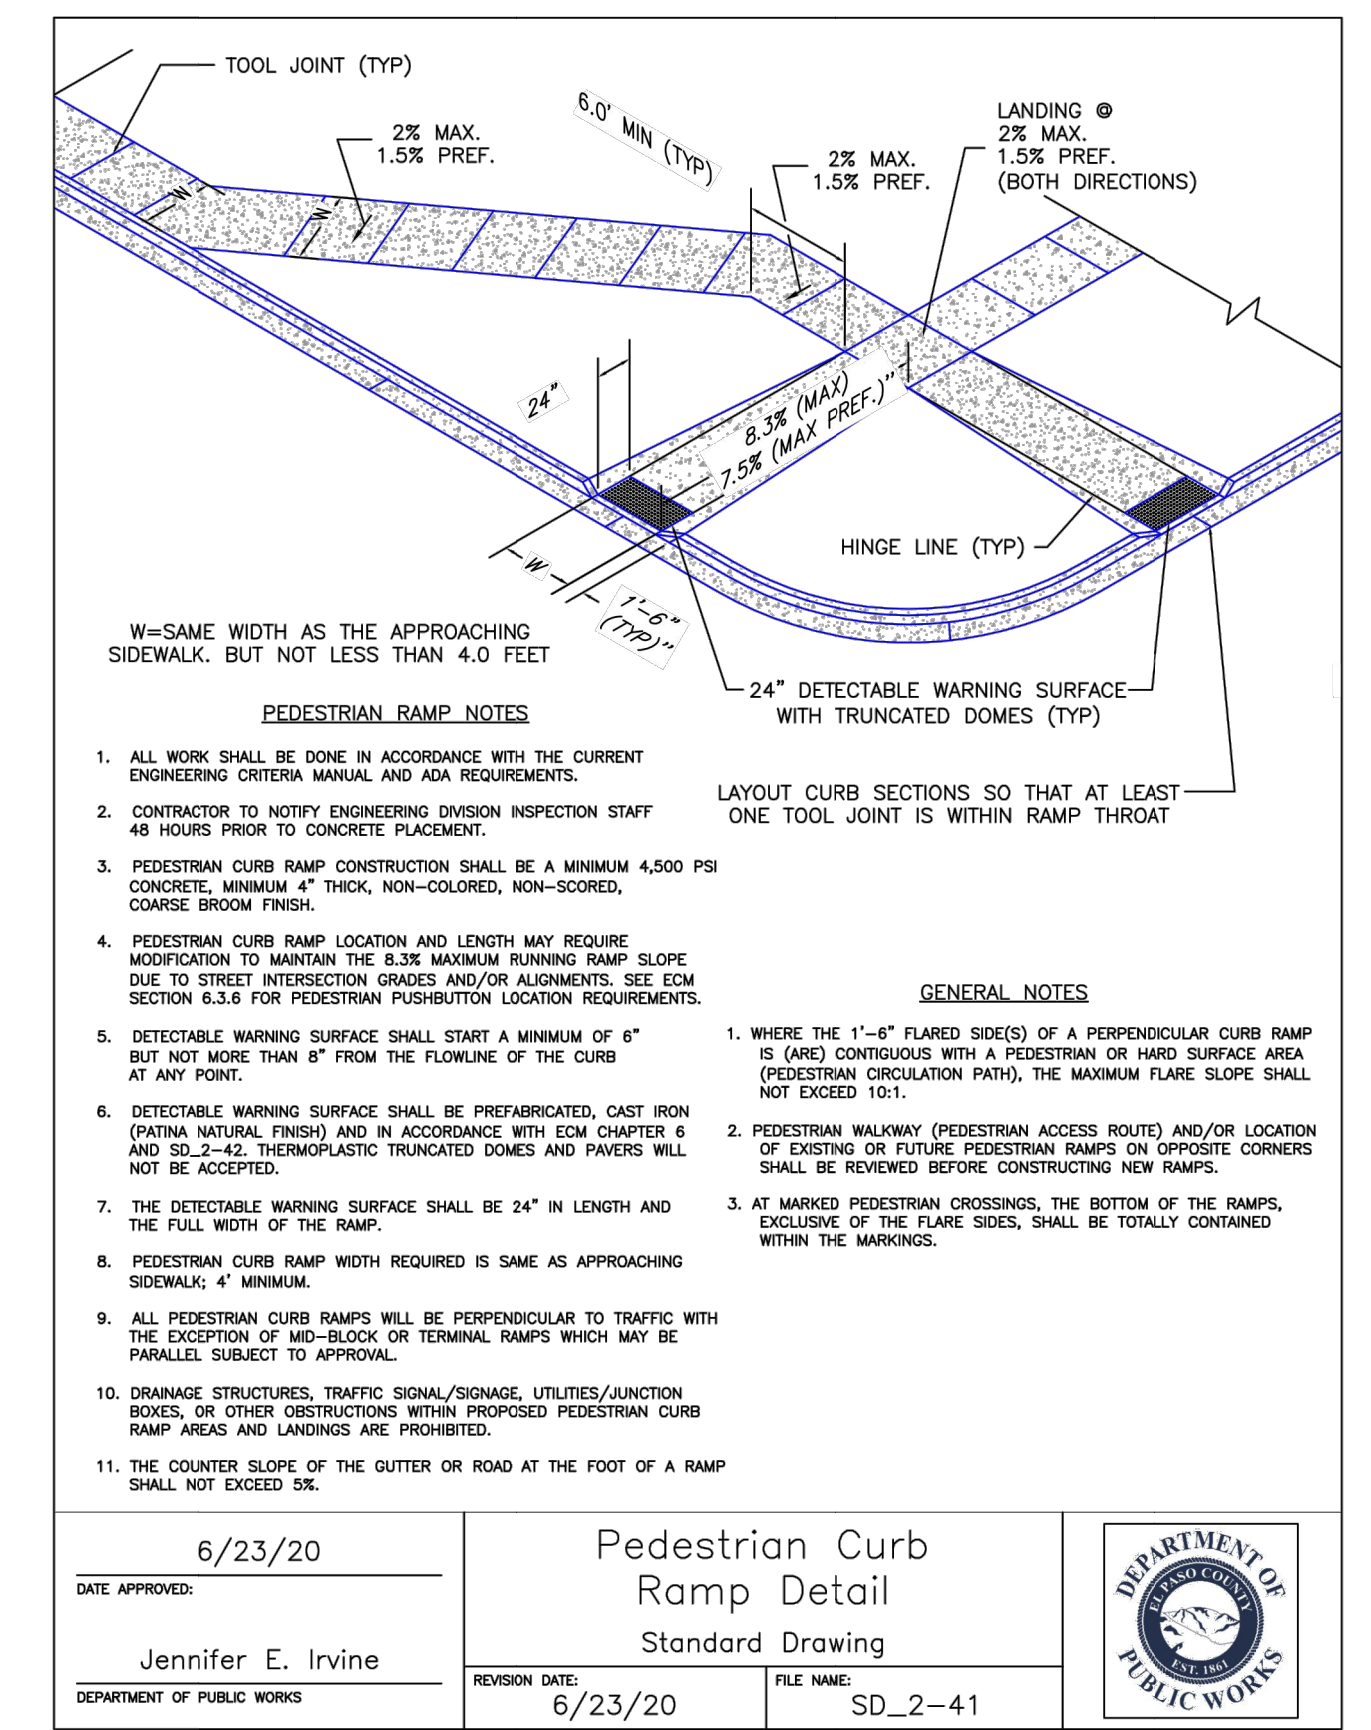 TOOL JOINT (TYP)
2% MAX.
1.5% PREF.
6.0' MIN (TYP)
2% MAX.
1.5% PREF.
LANDING @
2% MAX.
1.5% PREF.
(BOTH DIRECTIONS)
W
W
24"
8.3% (MAX)
7.5% (MAX PREF.)"
HINGE LINE (TYP)
W
1'-6"
(TYP)"
W=SAME WIDTH AS THE APPROACHING
SIDEWALK. BUT NOT LESS THAN 4.0 FEET
24" DETECTABLE WARNING SURFACE
WITH TRUNCATED DOMES (TYP)
LAYOUT CURB SECTIONS SO THAT AT LEAST
ONE TOOL JOINT IS WITHIN RAMP THROAT
PEDESTRIAN RAMP NOTES
1. ALL WORK SHALL BE DONE IN ACCORDANCE WITH THE CURRENT
ENGINEERING CRITERIA MANUAL AND ADA REQUIREMENTS.
2. CONTRACTOR TO NOTIFY ENGINEERING DIVISION INSPECTION STAFF
48 HOURS PRIOR TO CONCRETE PLACEMENT.
3. PEDESTRIAN CURB RAMP CONSTRUCTION SHALL BE A MINIMUM 4,500 PSI
CONCRETE, MINIMUM 4" THICK, NON-COLORED, NON-SCORED,
COARSE BROOM FINISH.
4. PEDESTRIAN CURB RAMP LOCATION AND LENGTH MAY REQUIRE
MODIFICATION TO MAINTAIN THE 8.3% MAXIMUM RUNNING RAMP SLOPE
DUE TO STREET INTERSECTION GRADES AND/OR ALIGNMENTS. SEE ECM
SECTION 6.3.6 FOR PEDESTRIAN PUSHBUTTON LOCATION REQUIREMENTS.
5. DETECTABLE WARNING SURFACE SHALL START A MINIMUM OF 6"
BUT NOT MORE THAN 8" FROM THE FLOWLINE OF THE CURB
AT ANY POINT.
6. DETECTABLE WARNING SURFACE SHALL BE PREFABRICATED, CAST IRON
(PATINA NATURAL FINISH) AND IN ACCORDANCE WITH ECM CHAPTER 6
AND SD_2-42. THERMOPLASTIC TRUNCATED DOMES AND PAVERS WILL
NOT BE ACCEPTED.
7. THE DETECTABLE WARNING SURFACE SHALL BE 24" IN LENGTH AND
THE FULL WIDTH OF THE RAMP.
8. PEDESTRIAN CURB RAMP WIDTH REQUIRED IS SAME AS APPROACHING
SIDEWALK; 4' MINIMUM.
9. ALL PEDESTRIAN CURB RAMPS WILL BE PERPENDICULAR TO TRAFFIC WITH
THE EXCEPTION OF MID-BLOCK OR TERMINAL RAMPS WHICH MAY BE
PARALLEL SUBJECT TO APPROVAL.
10. DRAINAGE STRUCTURES, TRAFFIC SIGNAL/SIGNAGE, UTILITIES/JUNCTION
BOXES, OR OTHER OBSTRUCTIONS WITHIN PROPOSED PEDESTRIAN CURB
RAMP AREAS AND LANDINGS ARE PROHIBITED.
11. THE COUNTER SLOPE OF THE GUTTER OR ROAD AT THE FOOT OF A RAMP
SHALL NOT EXCEED 5%.
GENERAL NOTES
1. WHERE THE 1'-6" FLARED SIDE(S) OF A PERPENDICULAR CURB RAMP
IS (ARE) CONTIGUOUS WITH A PEDESTRIAN OR HARD SURFACE AREA
(PEDESTRIAN CIRCULATION PATH), THE MAXIMUM FLARE SLOPE SHALL
NOT EXCEED 10:1.
2. PEDESTRIAN WALKWAY (PEDESTRIAN ACCESS ROUTE) AND/OR LOCATION
OF EXISTING OR FUTURE PEDESTRIAN RAMPS ON OPPOSITE CORNERS
SHALL BE REVIEWED BEFORE CONSTRUCTING NEW RAMPS.
3. AT MARKED PEDESTRIAN CROSSINGS, THE BOTTOM OF THE RAMPS,
EXCLUSIVE OF THE FLARE SIDES, SHALL BE TOTALLY CONTAINED
WITHIN THE MARKINGS.
6/23/20
DATE APPROVED:
Jennifer E. Irvine
DEPARTMENT OF PUBLIC WORKS
Pedestrian Curb
Ramp Detail
Standard Drawing
REVISION DATE:
6/23/20
FILE NAME:
SD_2-41
DEPARTMENT OF
EL PASO COUNTY
EST. 1861
PUBLIC WORKS